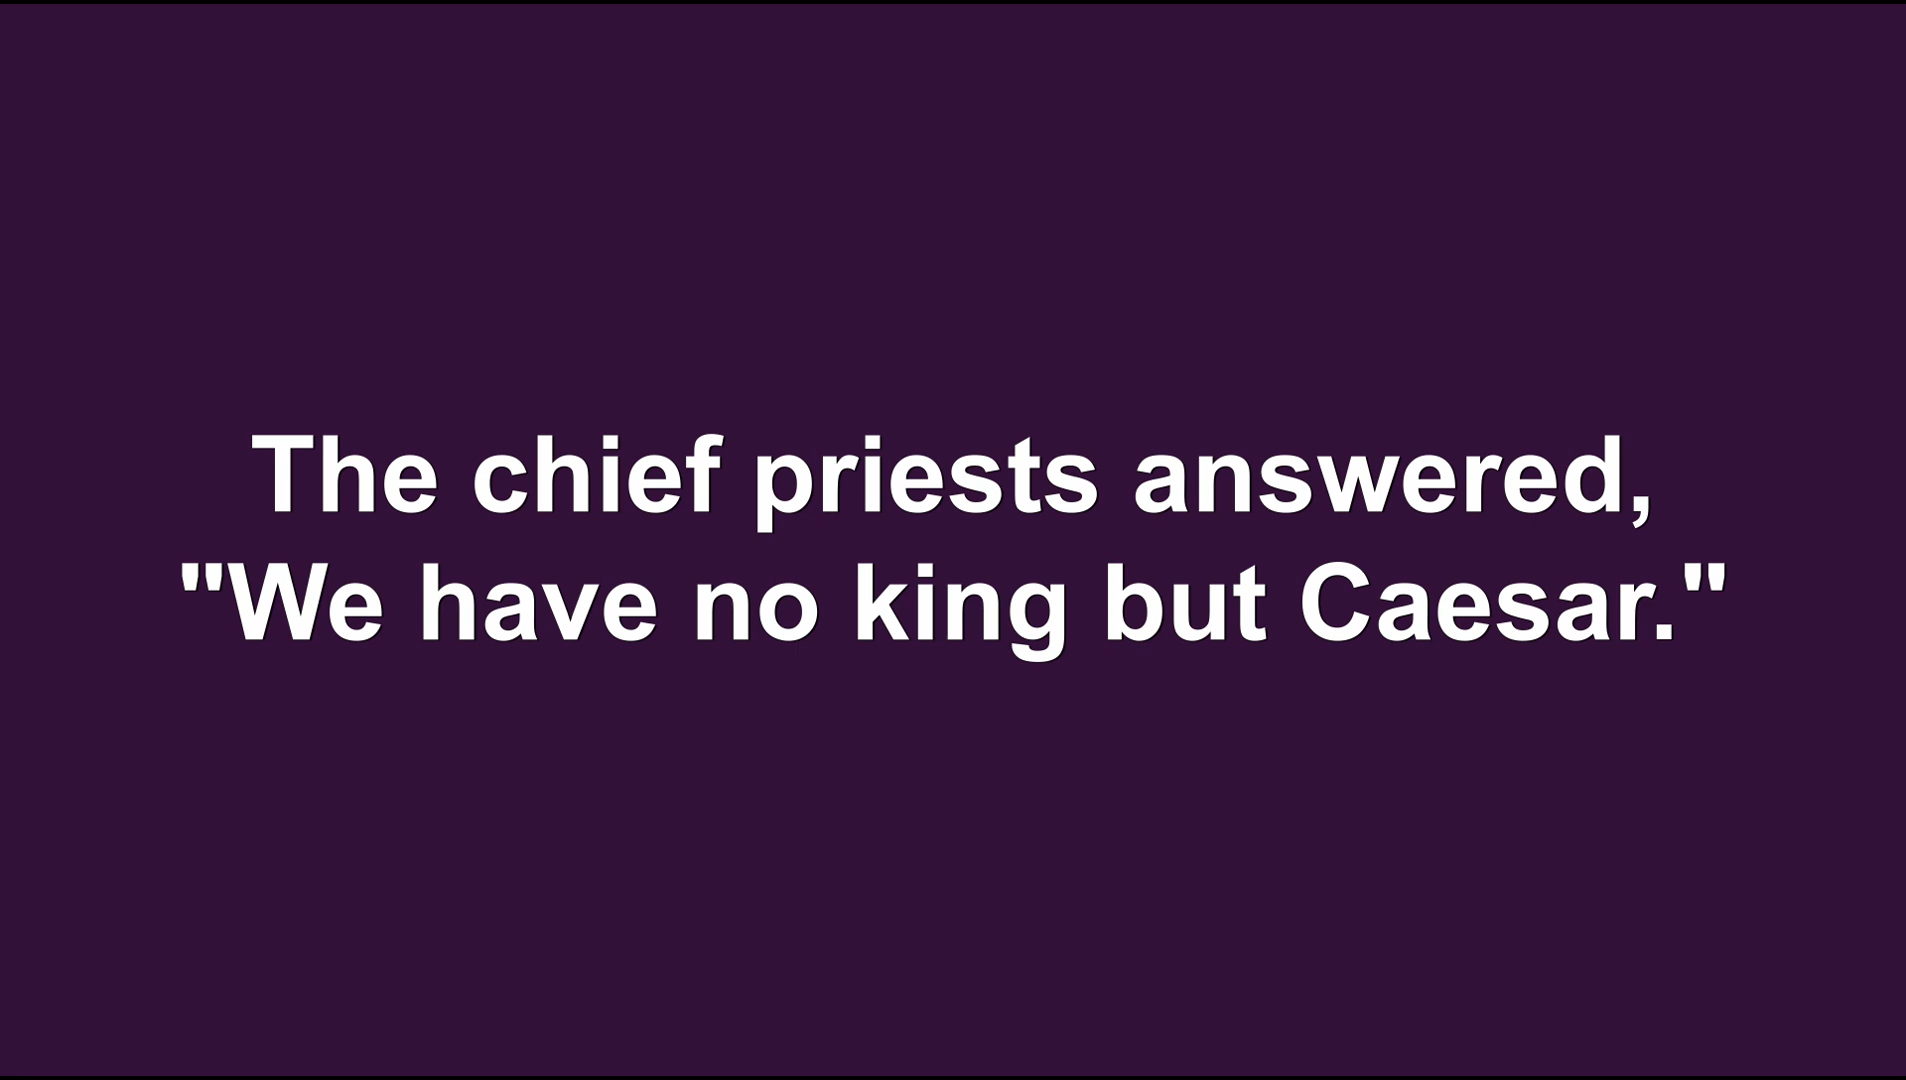 The chief priests answered,
"We have no king but Caesar."